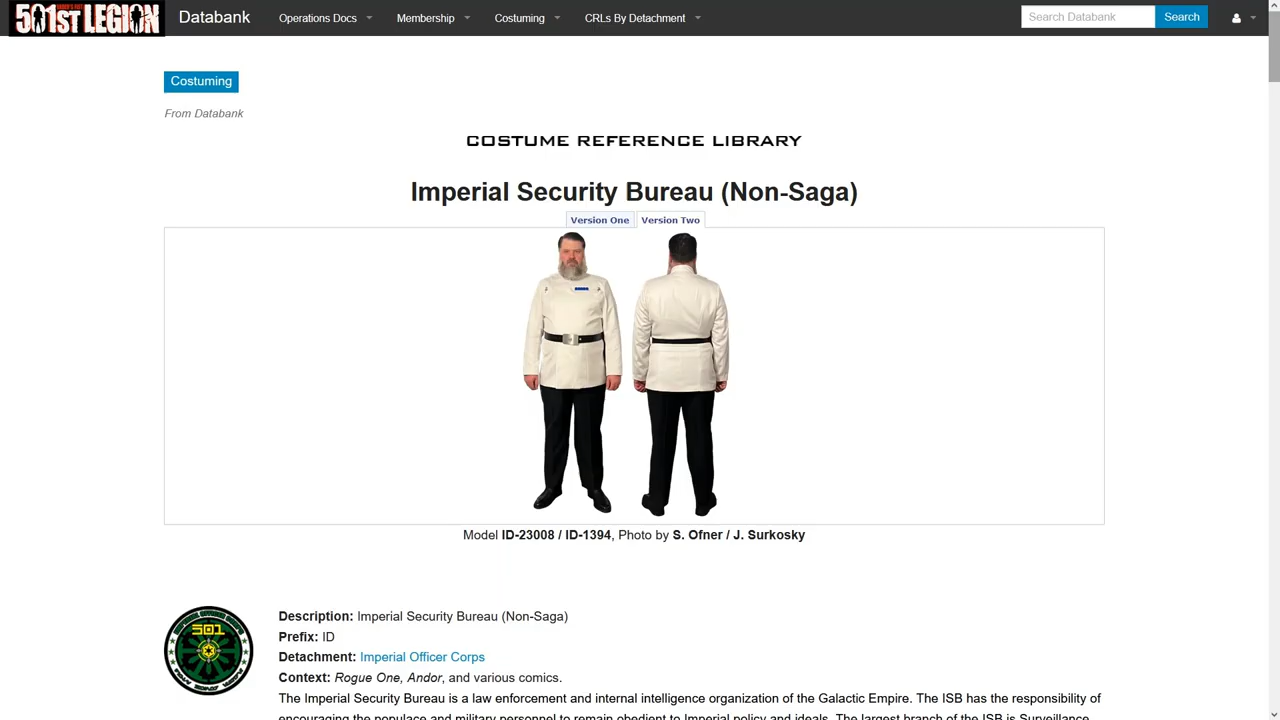 501ST LEGION
Databank
Operations Docs
Membership
Costuming
CRLs By Detachment
Search Databank
Search
Costuming
From Databank
COSTUME REFERENCE LIBRARY
Imperial Security Bureau (Non-Saga)
Version One
Version Two
Model ID-23008 / ID-1394, Photo by S. Ofner / J. Surkosky
501
Description: Imperial Security Bureau (Non-Saga)
Prefix: ID
Detachment: Imperial Officer Corps
Context: Rogue One, Andor, and various comics.
The Imperial Security Bureau is a law enforcement and internal intelligence organization of the Galactic Empire. The ISB has the responsibility of
encouraging the populace and military personnel to remain obedient to Imperial policy and ideals. The largest branch of the ISB is Surveillance,